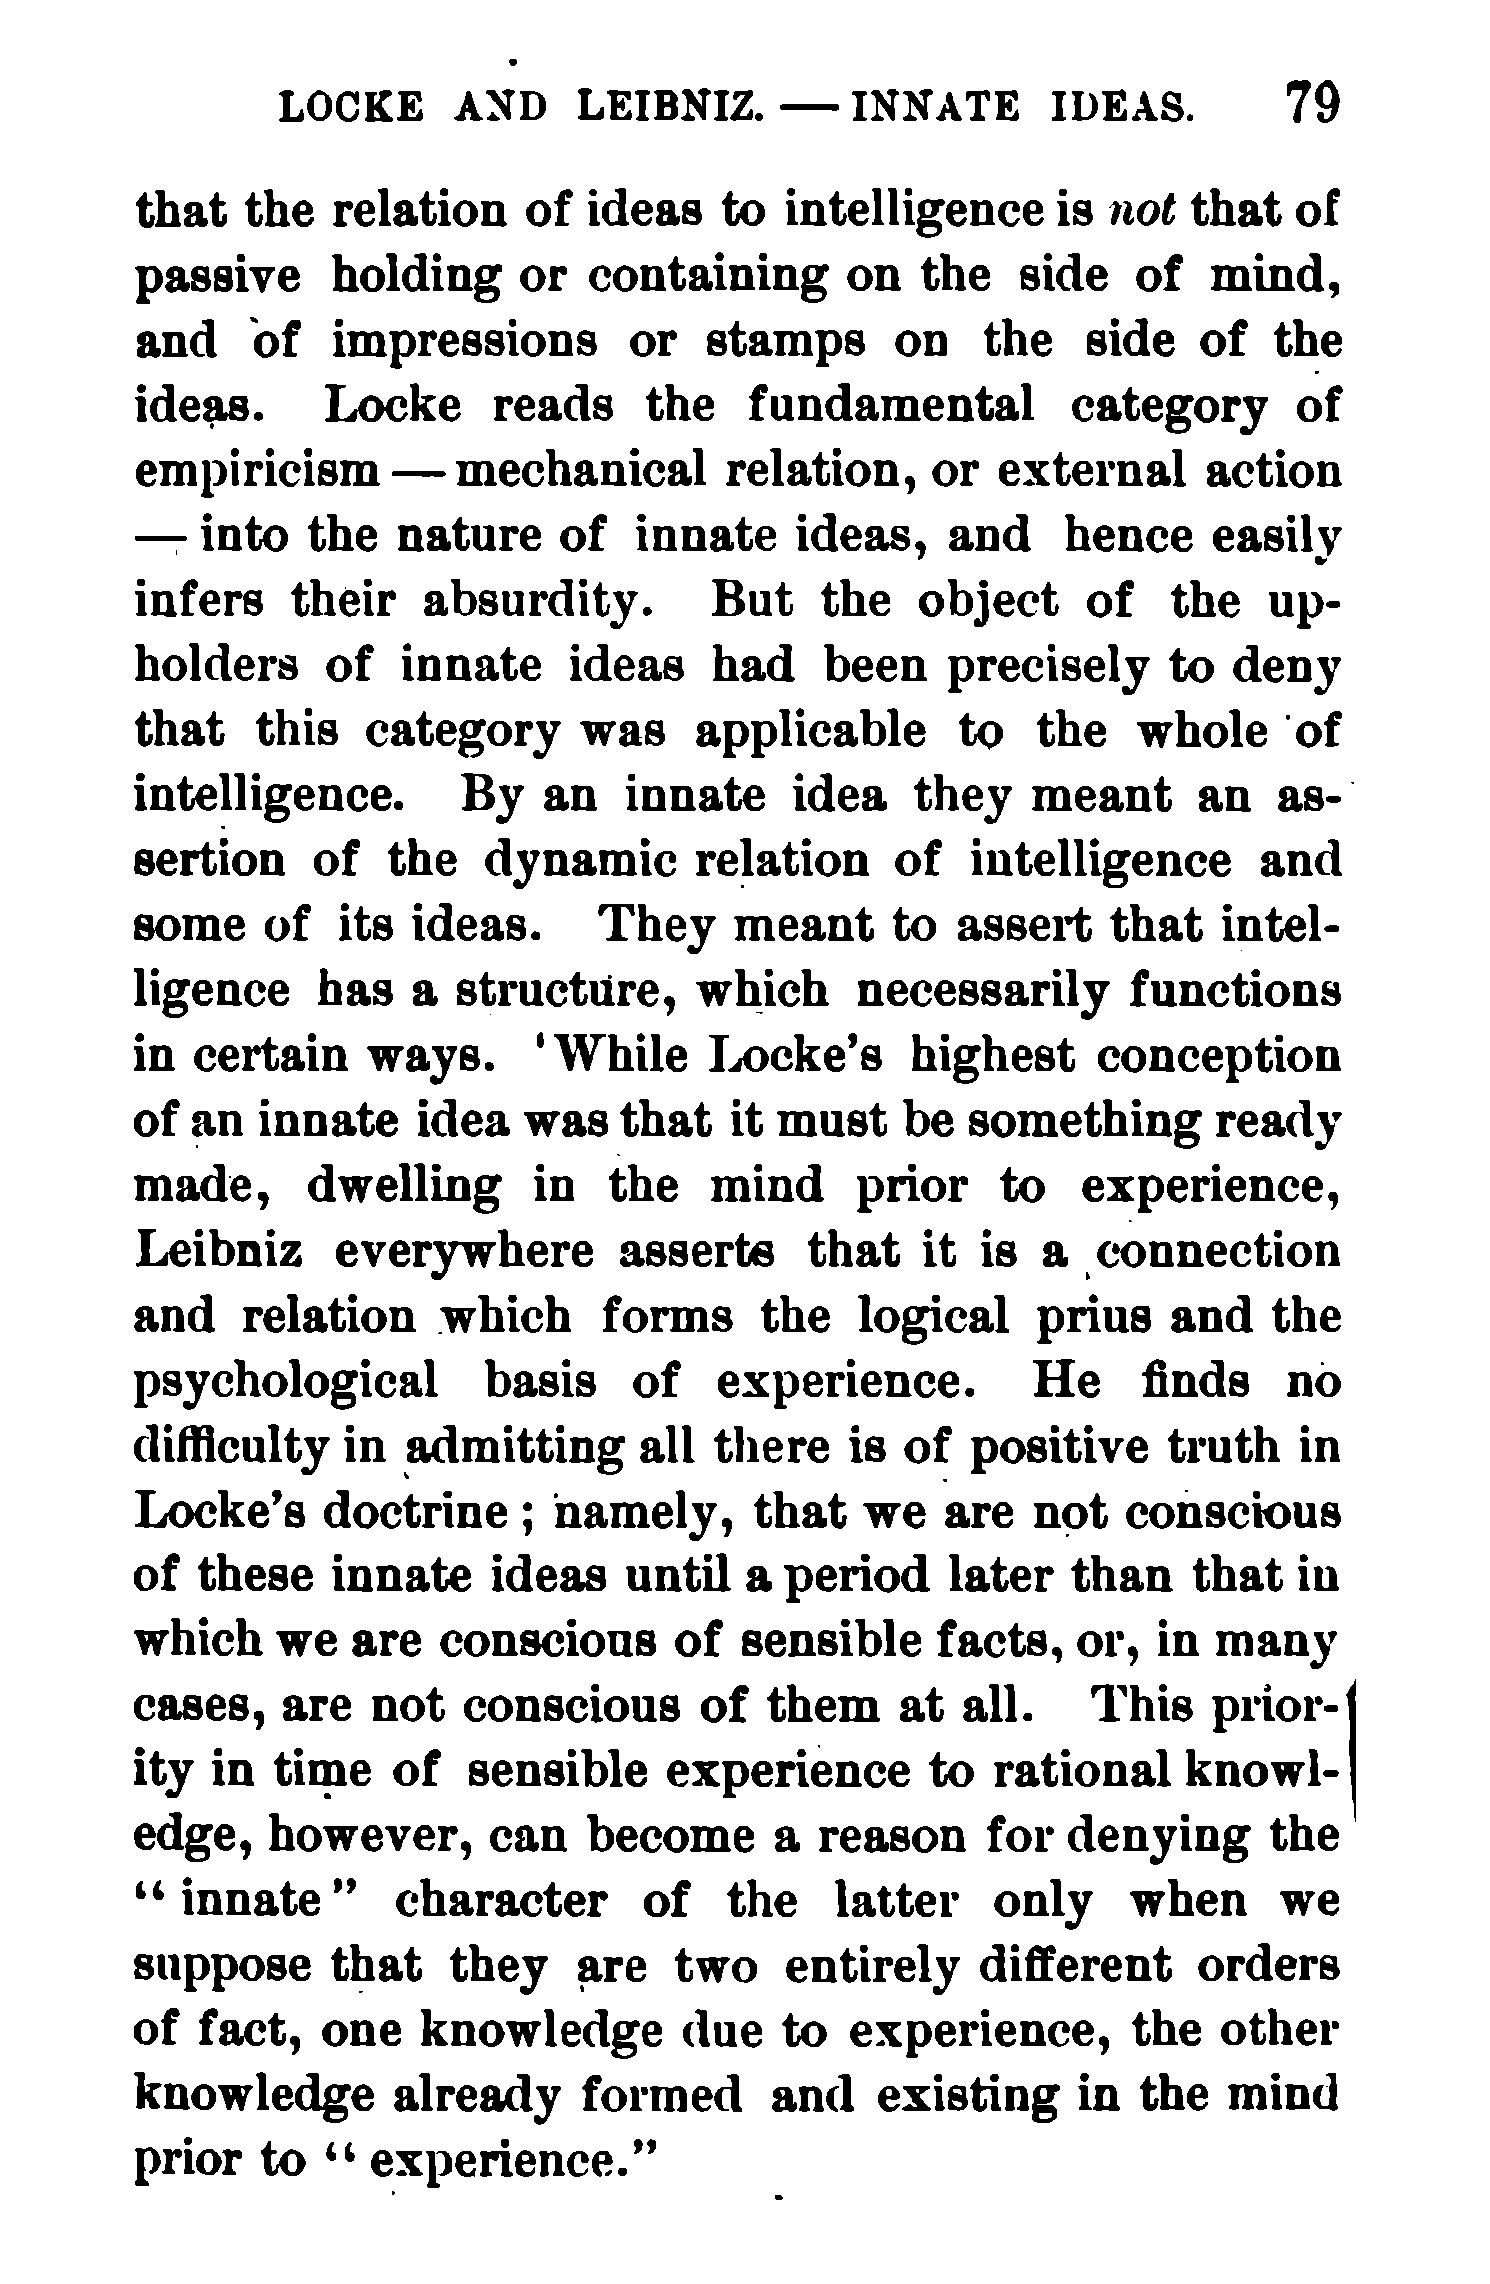 LOCKE AND LEIBNIZ. — INNATE IDEAS. 79
that the relation of ideas to intelligence is not that of
passive holding or containing on the side of mind,
and of impressions or stamps on the side of the
ideas. Locke reads the fundamental category of
empiricism — mechanical relation, or external action
— into the nature of innate ideas, and hence easily
infers their absurdity. But the object of the up-
holders of innate ideas had been precisely to deny
that this category was applicable to the whole of
intelligence. By an innate idea they meant an as-
sertion of the dynamic relation of intelligence and
some of its ideas. They meant to assert that intel-
ligence has a structure, which necessarily functions
in certain ways. While Locke's highest conception
of an innate idea was that it must be something ready
made, dwelling in the mind prior to experience,
Leibniz everywhere asserts that it is a connection
and relation which forms the logical prius and the
psychological basis of experience. He finds no
difficulty in admitting all there is of positive truth in
Locke's doctrine ; namely, that we are not conscious
of these innate ideas until a period later than that in
which we are conscious of sensible facts, or, in many
cases, are not conscious of them at all. This prior-
ity in time of sensible experience to rational knowl-
edge, however, can become a reason for denying the
" innate " character of the latter only when we
suppose that they are two entirely different orders
of fact, one knowledge due to experience, the other
knowledge already formed and existing in the mind
prior to " experience."